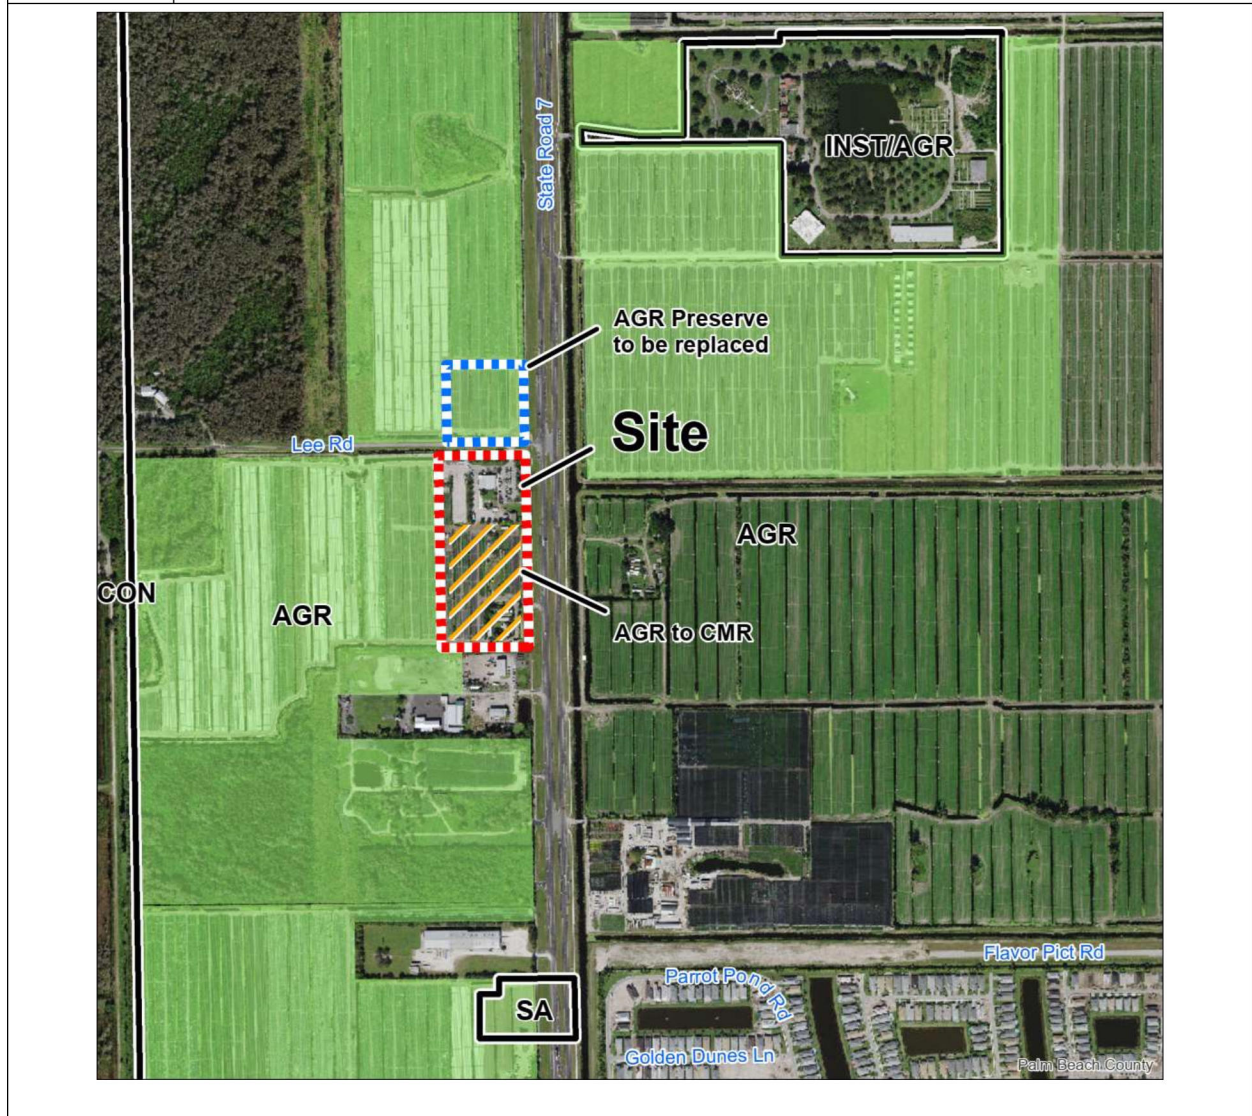 State Road 7
INST/AGR
AGR Preserve
to be replaced
Site
Lee Rd
AGR
CON
AGR
AGR to CMR
Flavor Pict Rd
Parrot Pond Rd
SA
Golden Dunes Ln
Palm Beach County